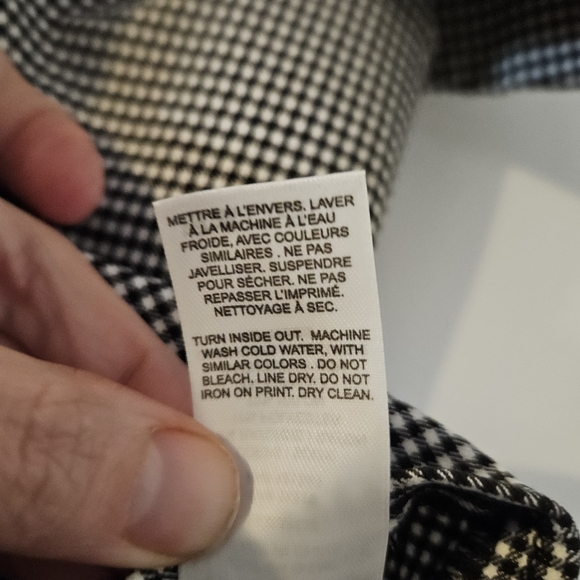 METTRE À L'ENVERS. LAVER
À LA MACHINE À L'EAU
FROIDE, AVEC COULEURS
SIMILAIRES . NE PAS
JAVELLISER. SUSPENDRE
POUR SÉCHER. NE PAS
REPASSER L'IMPRIMÉ.
NETTOYAGE À SEC.
TURN INSIDE OUT. MACHINE
WASH COLD WATER, WITH
SIMILAR COLORS . DO NOT
BLEACH. LINE DRY. DO NOT
IRON ON PRINT. DRY CLEAN.